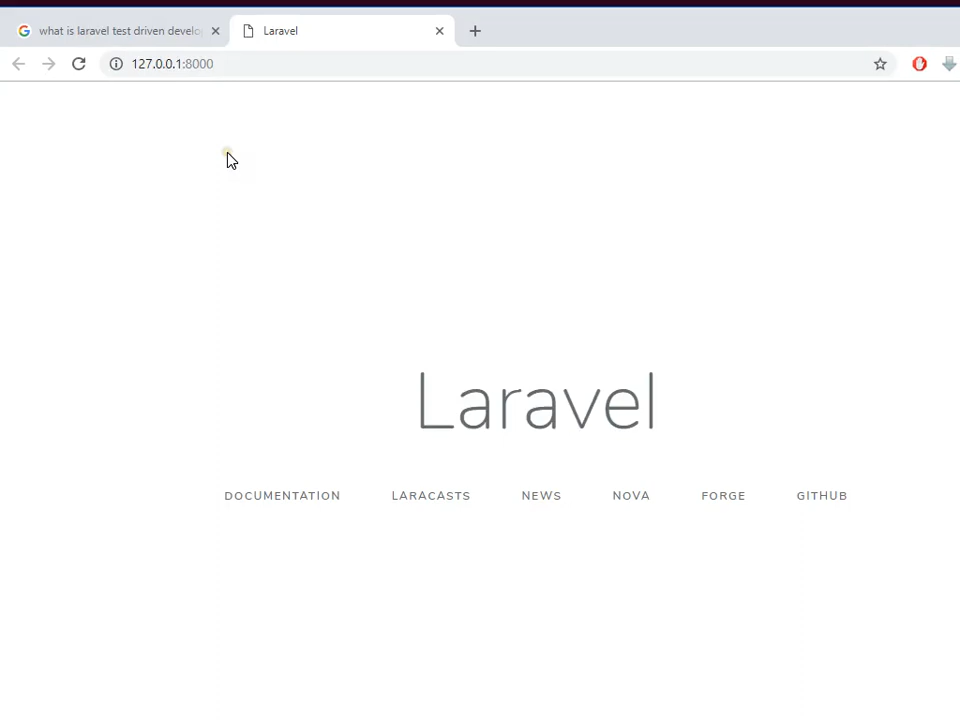 what is laravel test driven develo
Laravel
127.0.0.1:8000
Laravel
DOCUMENTATION LARACASTS NEWS NOVA FORGE GITHUB